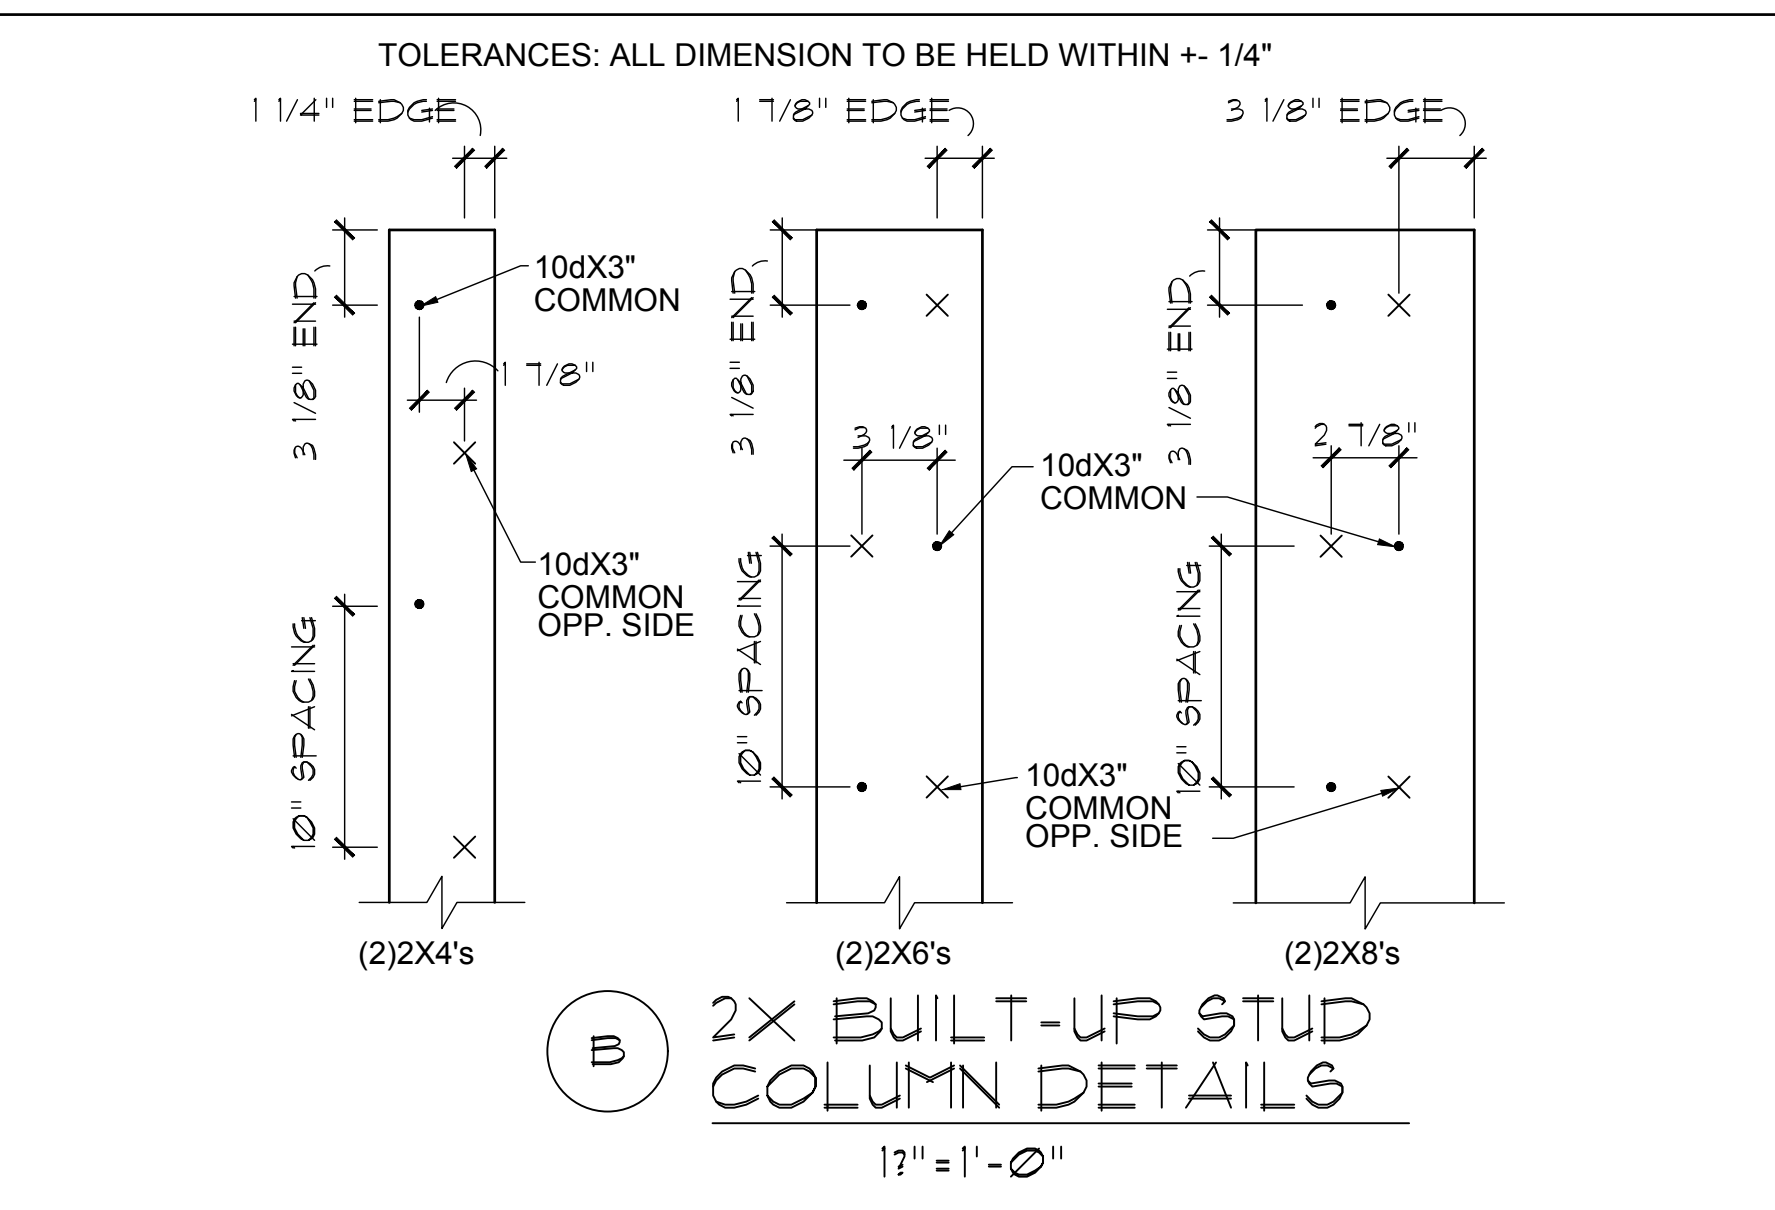 TOLERANCES: ALL DIMENSION TO BE HELD WITHIN +- 1/4"
1 1/4" EDGE
1 7/8" EDGE
3 1/8" EDGE
3 1/8" END
10dX3"
COMMON
1 7/8"
10dX3"
COMMON
OPP. SIDE
10" SPACING
(2)2X4's
3 1/8" END
3 1/8"
10dX3"
COMMON
10" SPACING
10dX3"
COMMON
OPP. SIDE
(2)2X6's
3 1/8" END
2 7/8"
10" SPACING
(2)2X8's
B
2X BUILT-UP STUD
COLUMN DETAILS
1?"=1'-0"